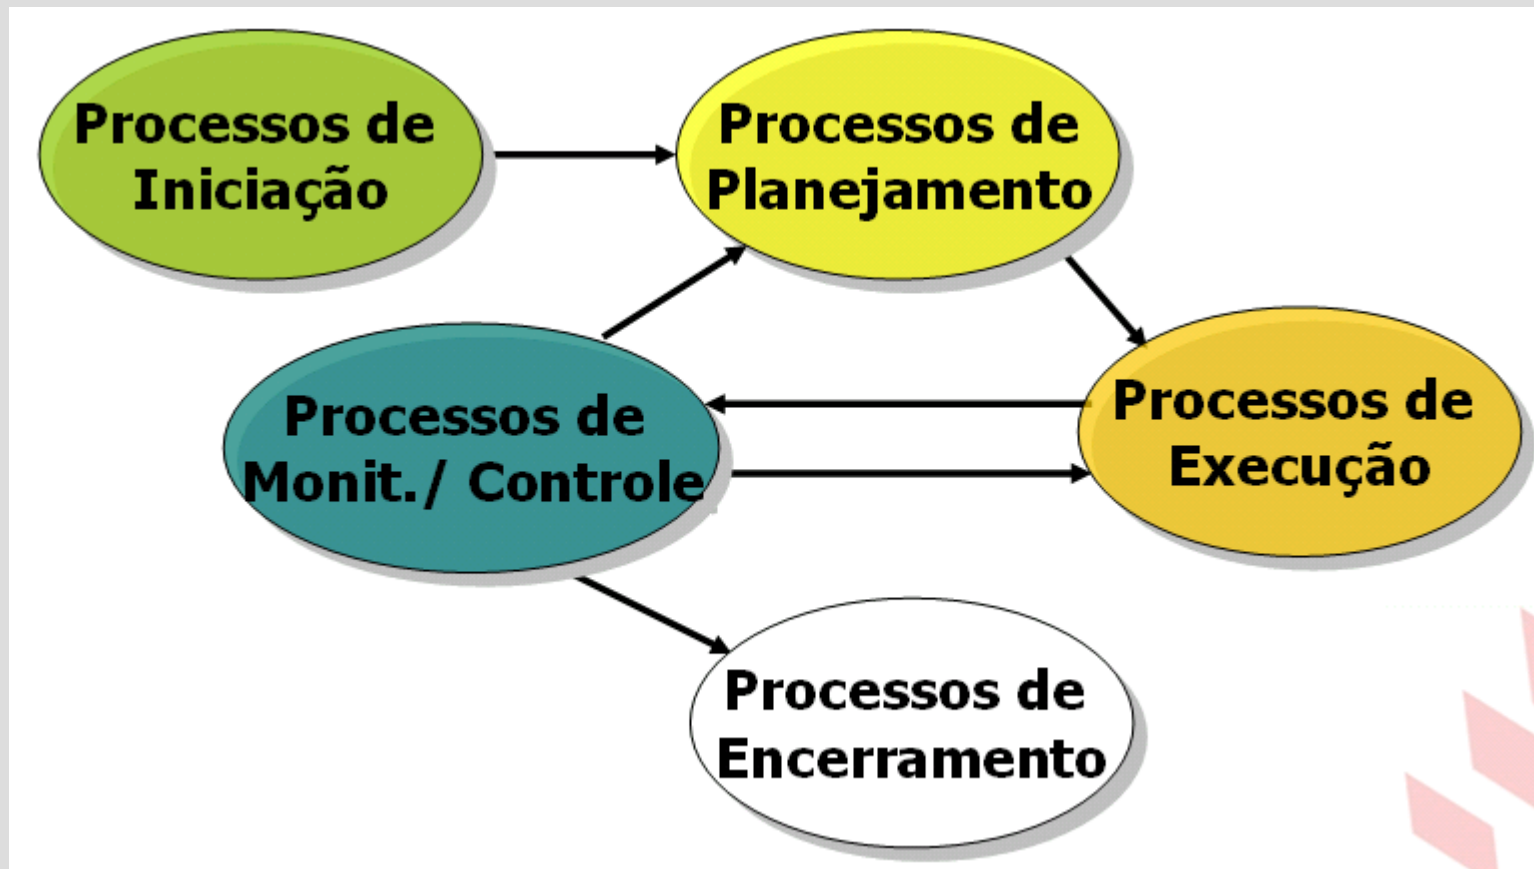 Processos de
Iniciação
Processos de
Planejamento
Processos de
Monit./ Controle
Processos de
Execução
Processos de
Encerramento